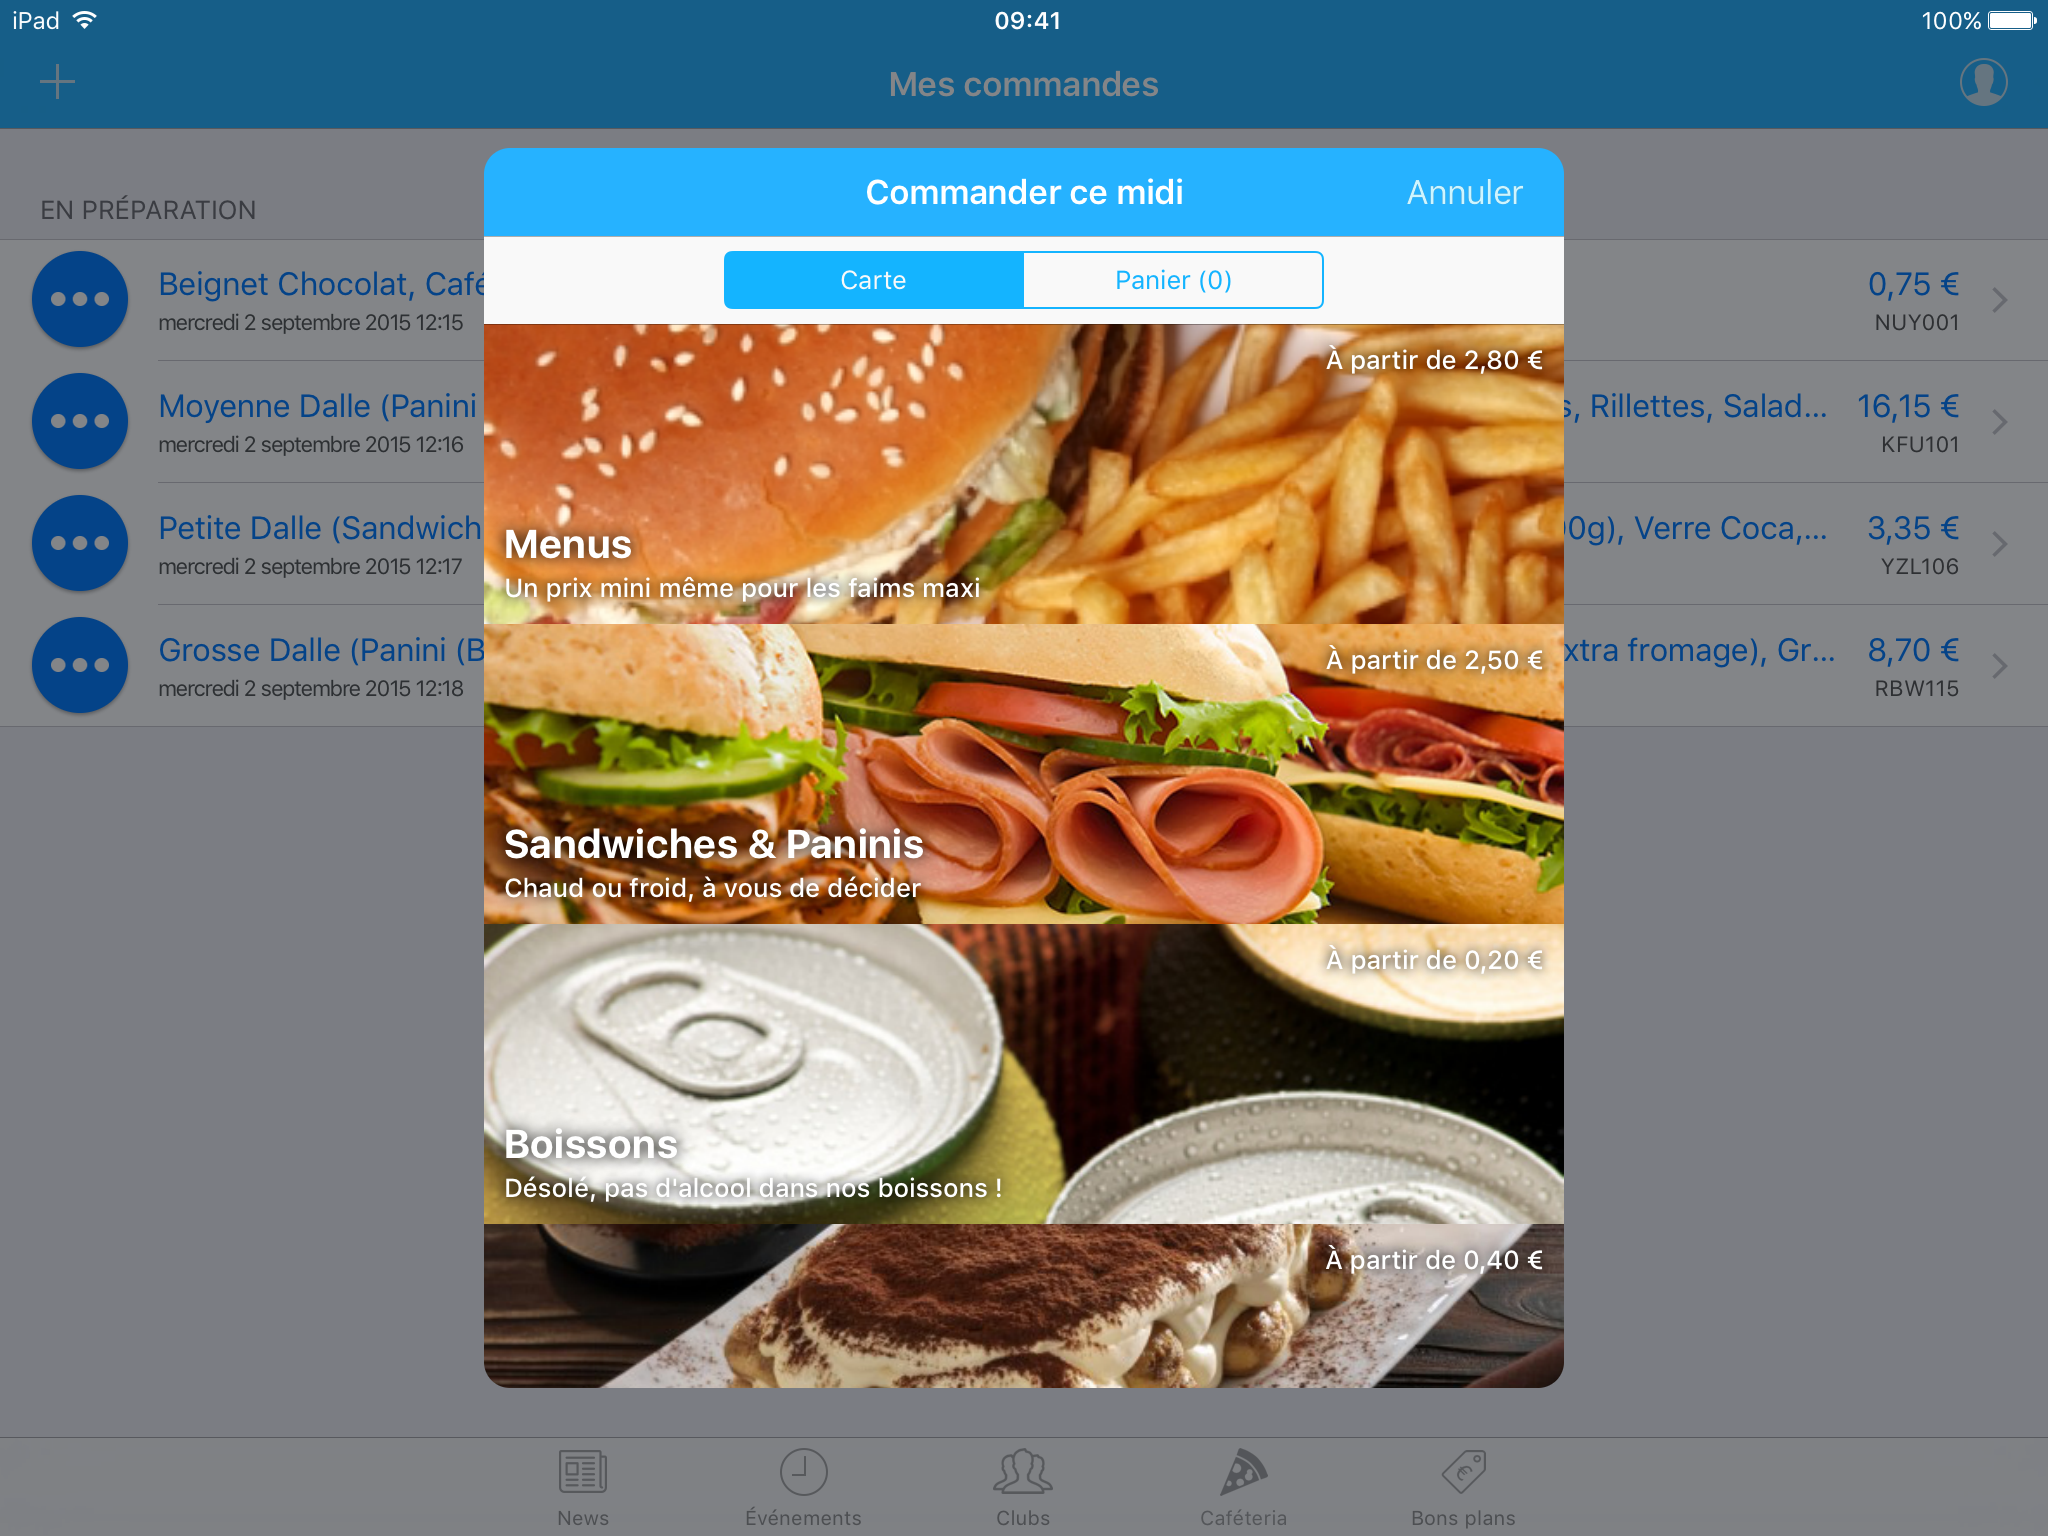 iPad 09:41 100%
Mes commandes
EN PRÉPARATION
Beignet Chocolat, Café 0,75 €
mercredi 2 septembre 2015 12:15 NUY001
Moyenne Dalle (Panini Rillettes, Salad... 16,15 €
mercredi 2 septembre 2015 12:16 KFU101
Petite Dalle (Sandwich 0g), Verre Coca,... 3,35 €
mercredi 2 septembre 2015 12:17 YZL106
Grosse Dalle (Panini (B xtra fromage), Gr... 8,70 €
mercredi 2 septembre 2015 12:18 RBW115
Commander ce midi Annuler
Carte Panier (0)
À partir de 2,80 €
Menus
Un prix mini même pour les faims maxi
À partir de 2,50 €
Sandwiches & Paninis
Chaud ou froid, à vous de décider
À partir de 0,20 €
Boissons
Désolé, pas d'alcool dans nos boissons !
À partir de 0,40 €
News Événements Clubs Caféteria Bons plans